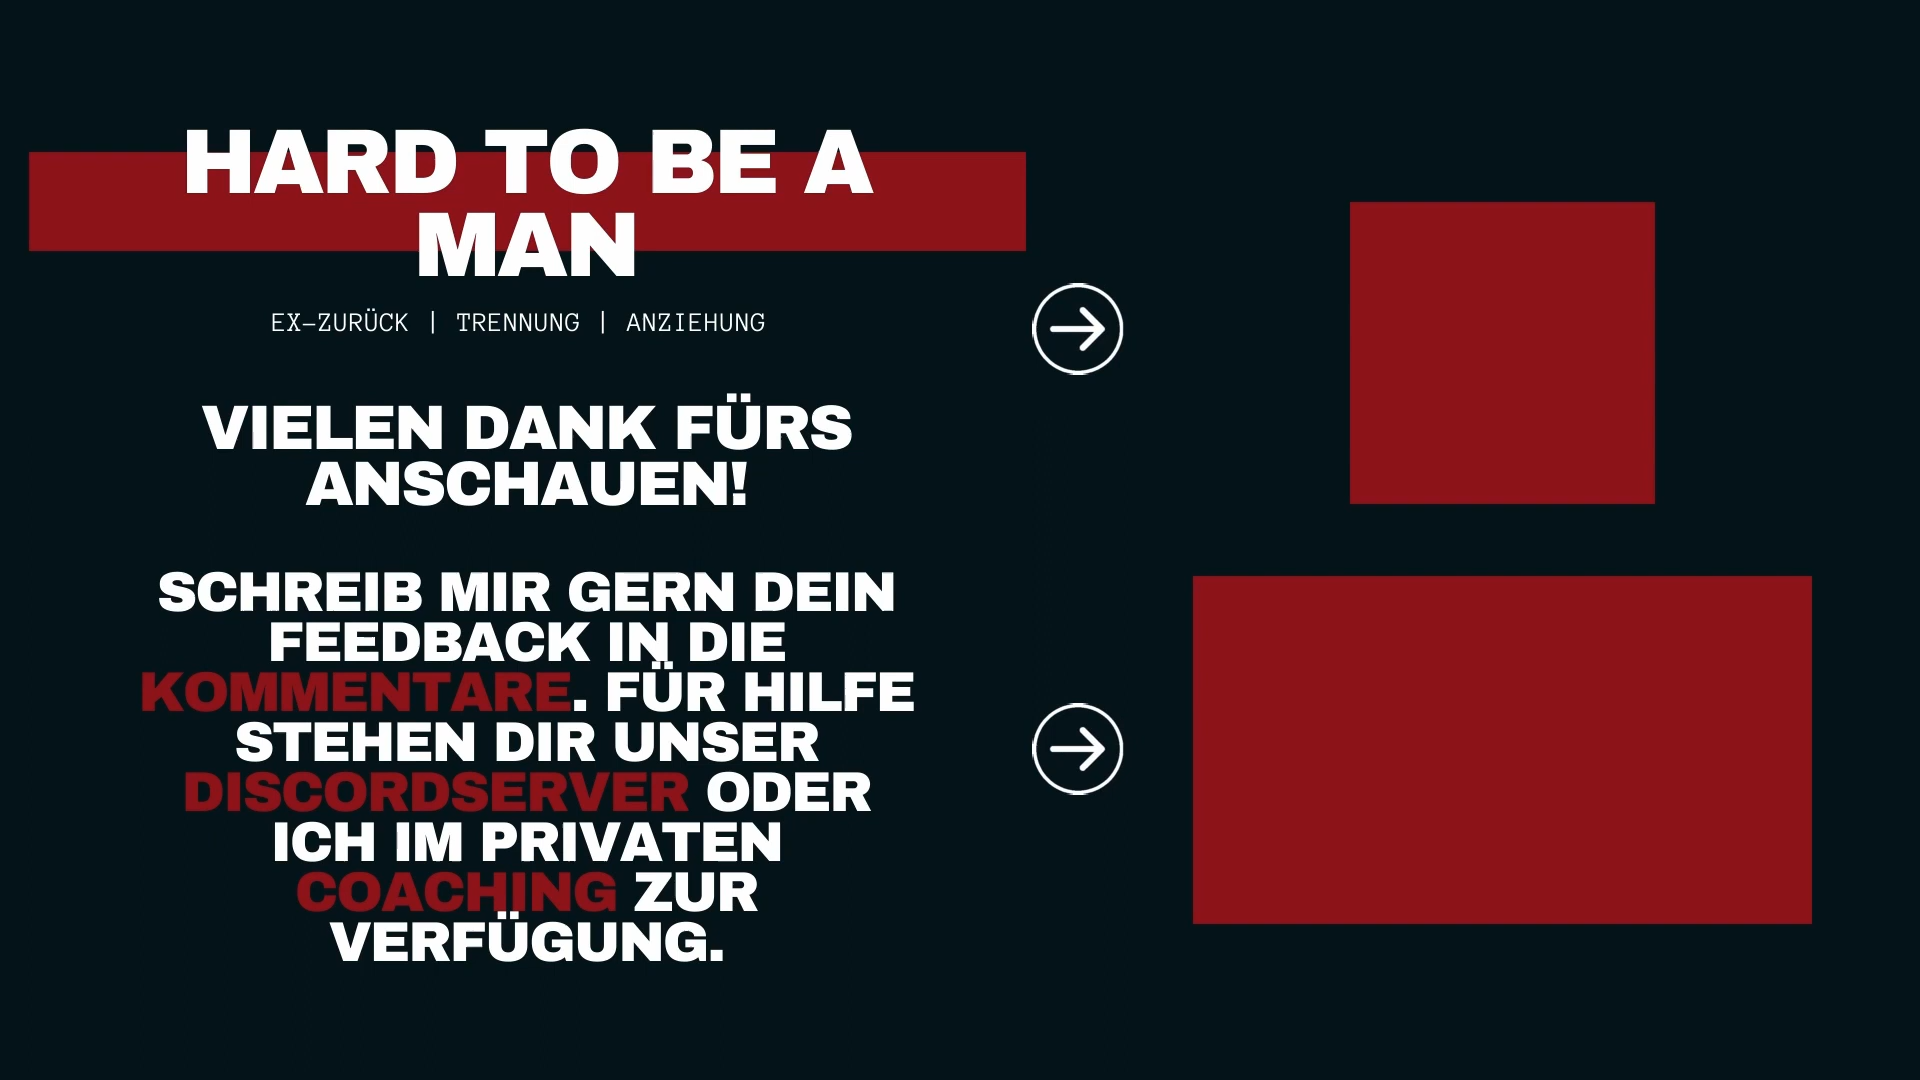 HARD TO BE A
MAN
EX-ZURÜCK | TRENNUNG | ANZIEHUNG
VIELEN DANK FÜRS
ANSCHAUEN!
SCHREIB MIR GERN DEIN
FEEDBACK IN DIE
KOMMENTARE. FÜR HILFE
STEHEN DIR UNSER
DISCORDSERVER ODER
ICH IM PRIVATEN
COACHING ZUR
VERFÜGUNG.